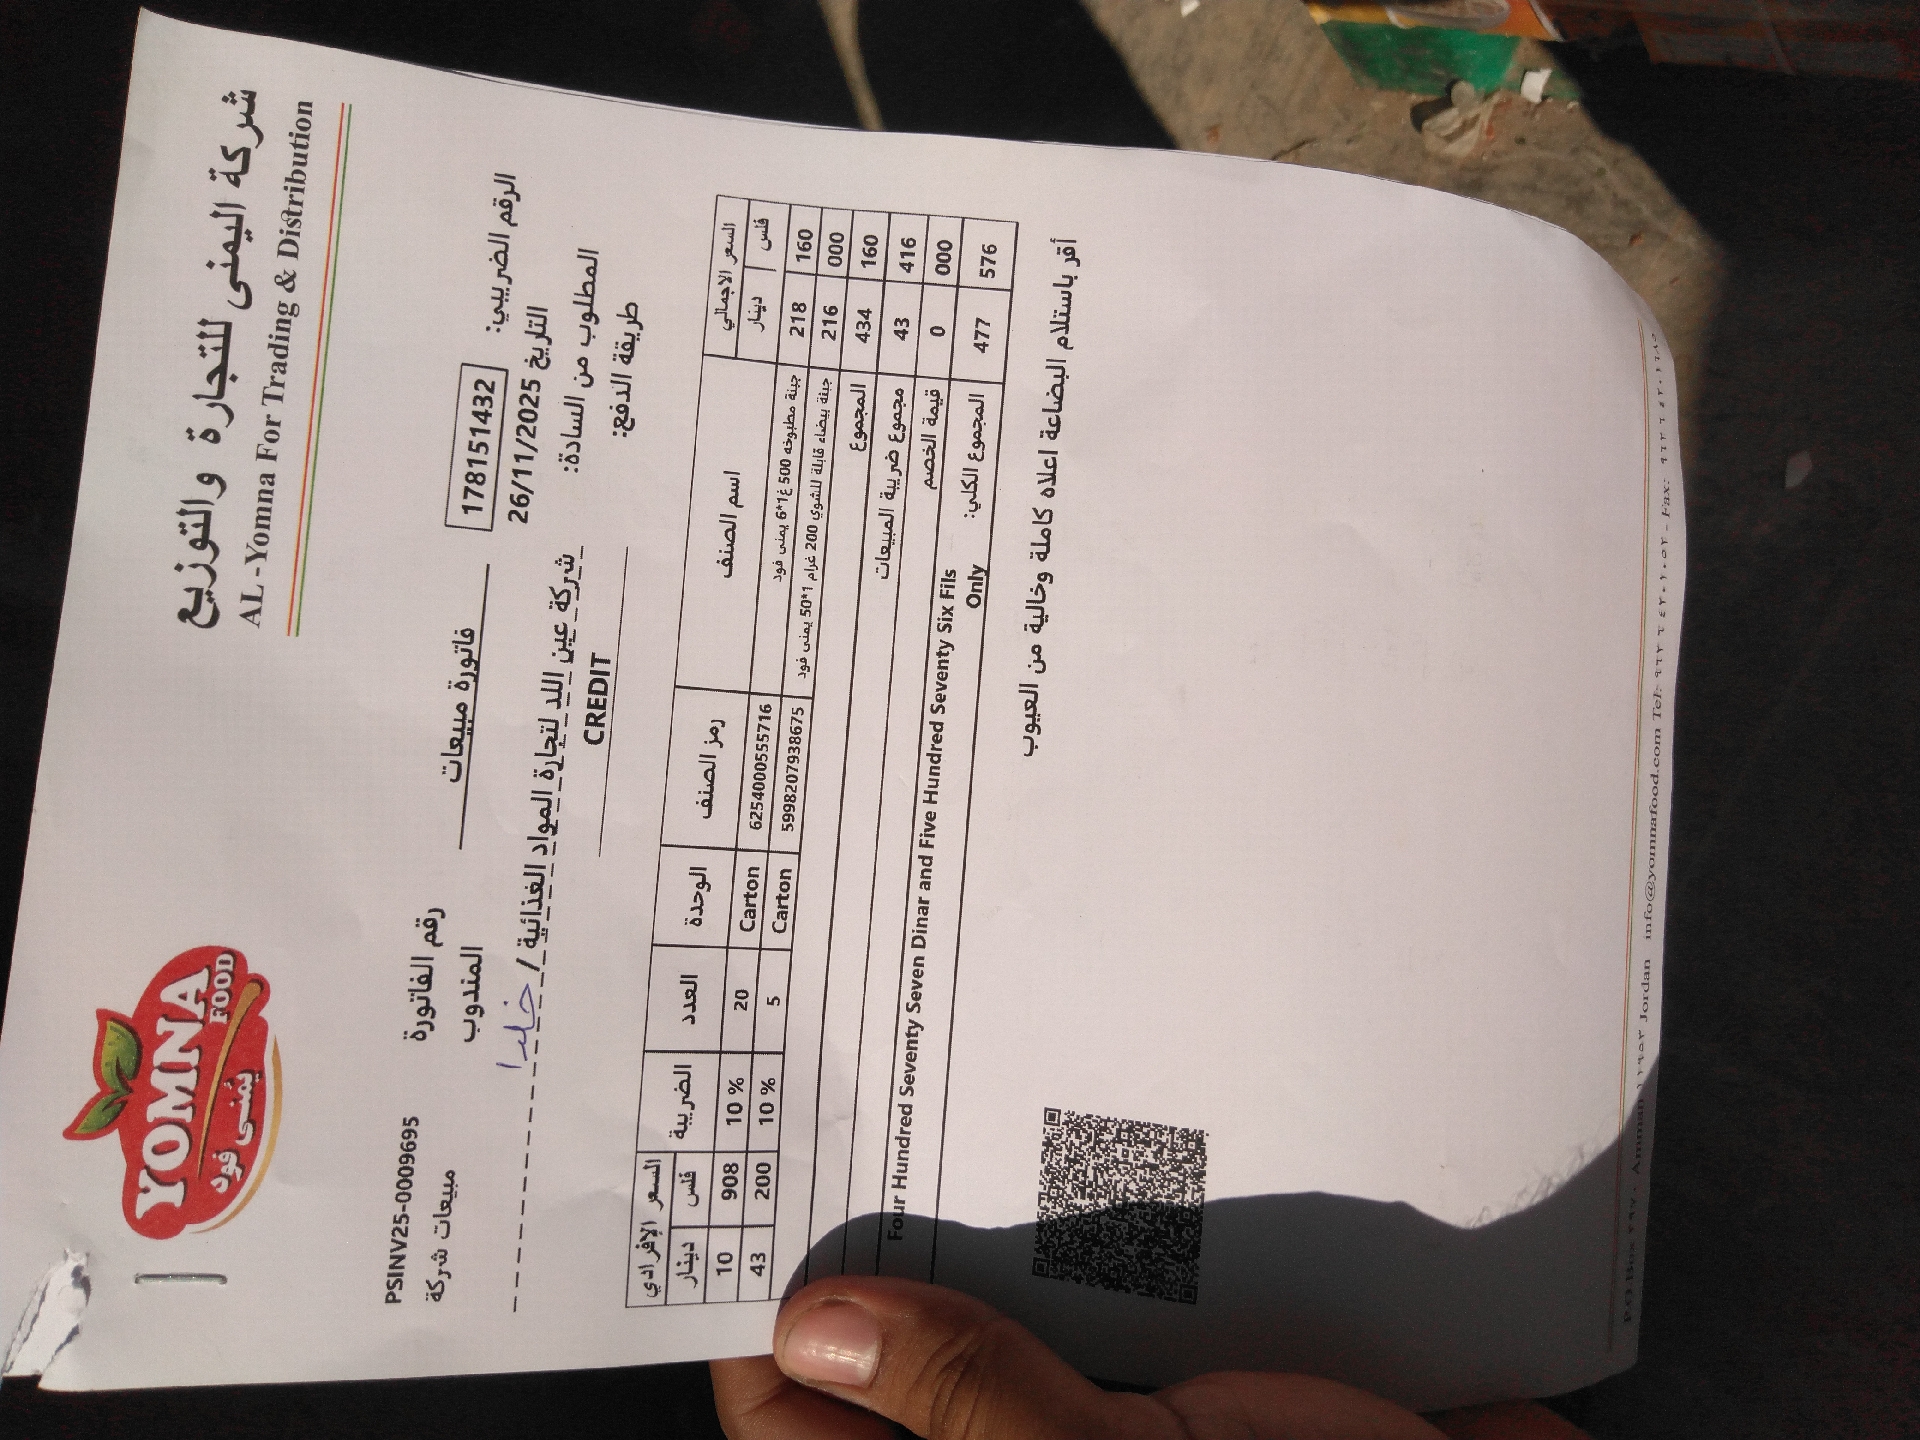 شركة اليمنى للتجارة والتوزيع
AL -Yomna For Trading & Distribution
YOMNA
FOOD
يمنى فود
الرقم الضريبي: 178151432
فاتورة مبيعات
رقم الفاتورة PSINV25-0009695
التاريخ 26/11/2025
المندوب مبيعات شركة
المطلوب من السادة: شركة عين اللد لتجارة المواد الغذائية / خلدا
طريقة الدفع: CREDIT
السعر الاجمالي اسم الصنف رمز الصنف الوحدة العدد الضريبة السعر الإفرادي
فلس دينار فلس دينار
160 218 جبنة مطبوخه 500 غ1*6 يمنى فود 6254000555716 Carton 20 10 % 908 10
000 216 جبنة بيضاء قابلة للشوي 200 غرام 1*50 يمنى فود 5998207938675 Carton 5 10 % 200 43
160 434 المجموع
416 43 مجموع ضريبة المبيعات
000 0 قيمة الخصم
576 477 المجموع الكلي: Four Hundred Seventy Seven Dinar and Five Hundred Seventy Six Fils Only
أقر باستلام البضاعة اعلاه كاملة وخالية من العيوب
Jordan info@yomnafood.com